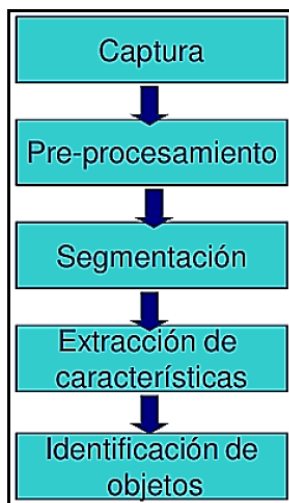 Captura
Pre-procesamiento
Segmentación
Extracción de
características
Identificación de
objetos